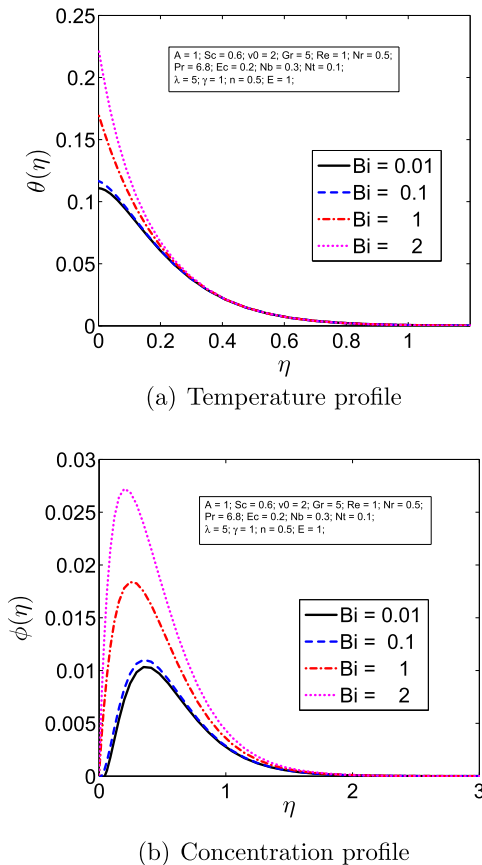 0.25
0.2
0.15
0.1
0.05
0
θ(η)
A = 1; Sc = 0.6; v0 = 2; Gr = 5; Re = 1; Nr = 0.5;
Pr = 6.8; Ec = 0.2; Nb = 0.3; Nt = 0.1;
λ = 5; γ = 1; n = 0.5; E = 1;
Bi = 0.01
Bi = 0.1
Bi = 1
Bi = 2
0 0.2 0.4 0.6 0.8 1
η
(a) Temperature profile
0.03
0.025
0.02
0.015
0.01
0.005
0
ϕ(η)
A = 1; Sc = 0.6; v0 = 2; Gr = 5; Re = 1; Nr = 0.5;
Pr = 6.8; Ec = 0.2; Nb = 0.3; Nt = 0.1;
λ = 5; γ = 1; n = 0.5; E = 1;
Bi = 0.01
Bi = 0.1
Bi = 1
Bi = 2
0 1 2 3
η
(b) Concentration profile